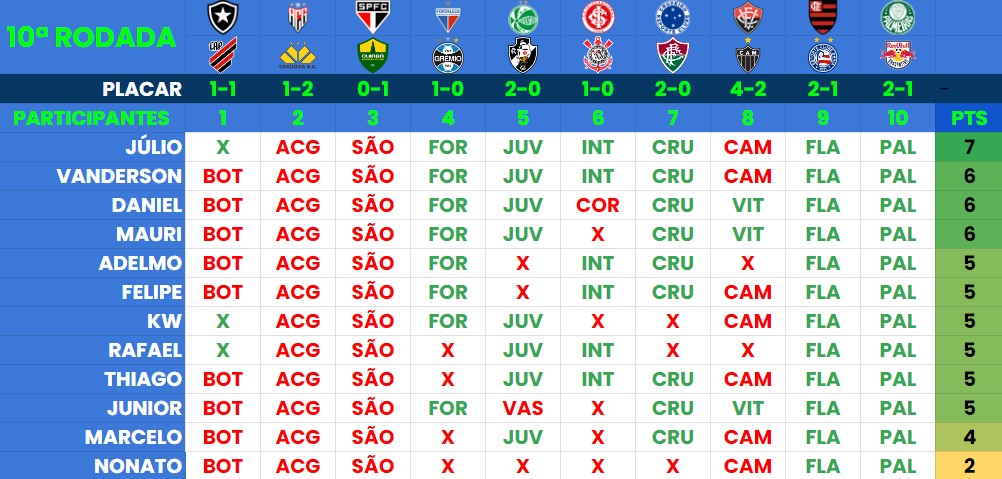 10ª RODADA
SPFC
FORTALEZA
CAP
CRICIÚMA E.C.
CUIABÁ
GRÊMIO
CAM
Red Bull
PLACAR 1-1 1-2 0-1 1-0 2-0 1-0 2-0 4-2 2-1 2-1 -
PARTICIPANTES 1 2 3 4 5 6 7 8 9 10 PTS
JÚLIO X ACG SÃO FOR JUV INT CRU CAM FLA PAL 7
VANDERSON BOT ACG SÃO FOR JUV INT CRU CAM FLA PAL 6
DANIEL BOT ACG SÃO FOR JUV COR CRU VIT FLA PAL 6
MAURI BOT ACG SÃO FOR JUV X CRU VIT FLA PAL 6
ADELMO BOT ACG SÃO FOR X INT CRU X FLA PAL 5
FELIPE BOT ACG SÃO FOR X INT CRU CAM FLA PAL 5
KW X ACG SÃO FOR JUV X X CAM FLA PAL 5
RAFAEL X ACG SÃO X JUV INT X X FLA PAL 5
THIAGO BOT ACG SÃO X JUV INT CRU CAM FLA PAL 5
JUNIOR BOT ACG SÃO FOR VAS X CRU VIT FLA PAL 5
MARCELO BOT ACG SÃO X JUV X CRU CAM FLA PAL 4
NONATO BOT ACG SÃO X X X X CAM FLA PAL 2